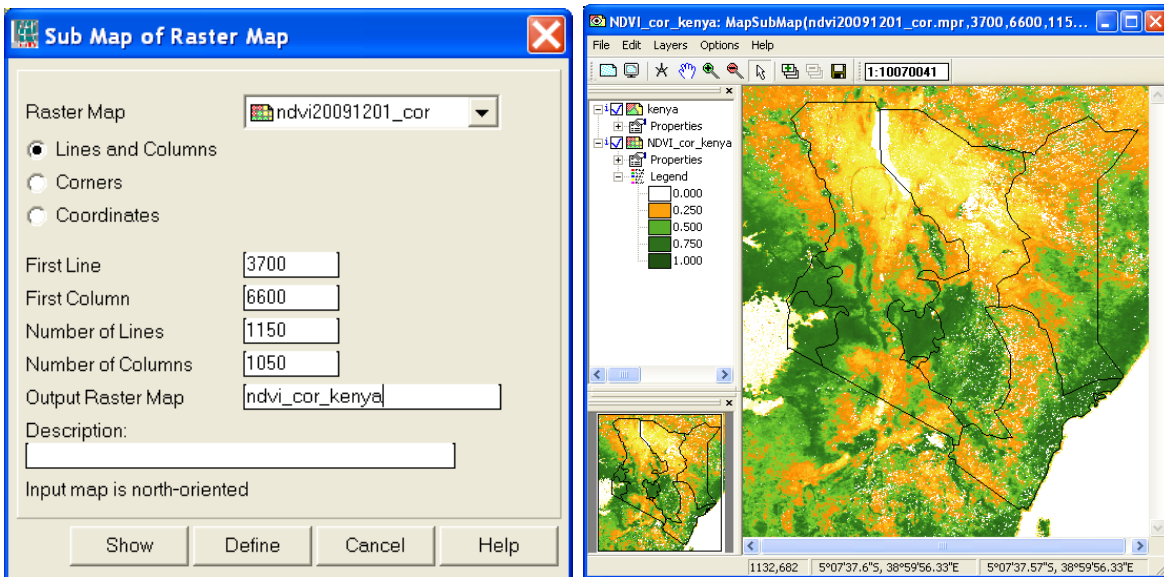 Sub Map of Raster Map
Raster Map
ndvi20091201_cor
Lines and Columns
Corners
Coordinates
First Line
3700
First Column
6600
Number of Lines
1150
Number of Columns
1050
Output Raster Map
ndvi_cor_kenya
Description:
Input map is north-oriented
Show Define Cancel Help
NDVI_cor_kenya: MapSubMap(ndvi20091201_cor.mpr,3700,6600,115...
File Edit Layers Options Help
1:10070041
kenya
Properties
NDVI_cor_kenya
Properties
Legend
0.000
0.250
0.500
0.750
1.000
1132,682 5°07'37.6"S, 38°59'56.33"E 5°07'37.57"S, 38°59'56.33"E